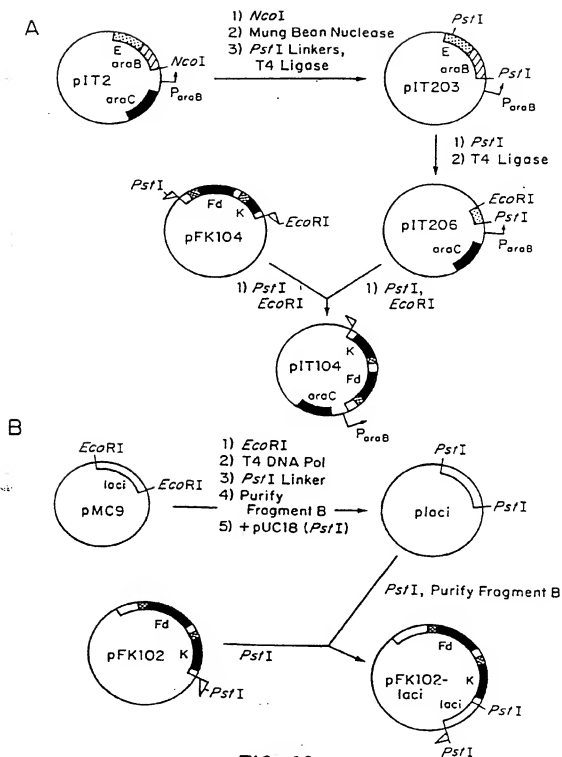 A
1) NcoI
2) Mung Bean Nuclease
3) PstI Linkers,
T4 Ligase
E
araB
NcoI
pIT2
ParaB
araC
PstI
E
araB
PstI
pIT203
ParaB
1) PstI
2) T4 Ligase
PstI
Fd
K
EcoRI
pFK104
EcoRI
PstI
pIT206
ParaB
araC
1) PstI
EcoRI
1) PstI,
EcoRI
pIT104
K
Fd
araC
ParaB
B
EcoRI
laci
EcoRI
pMC9
1) EcoRI
2) T4 DNA Pol
3) PstI Linker
4) Purify
Fragment B
5) +pUC18 (PstI)
PstI
placi
PstI
PstI, Purify Fragment B
Fd
pFK102
K
PstI
PstI
Fd
pFK102-
laci
K
laci
PstI
PstI